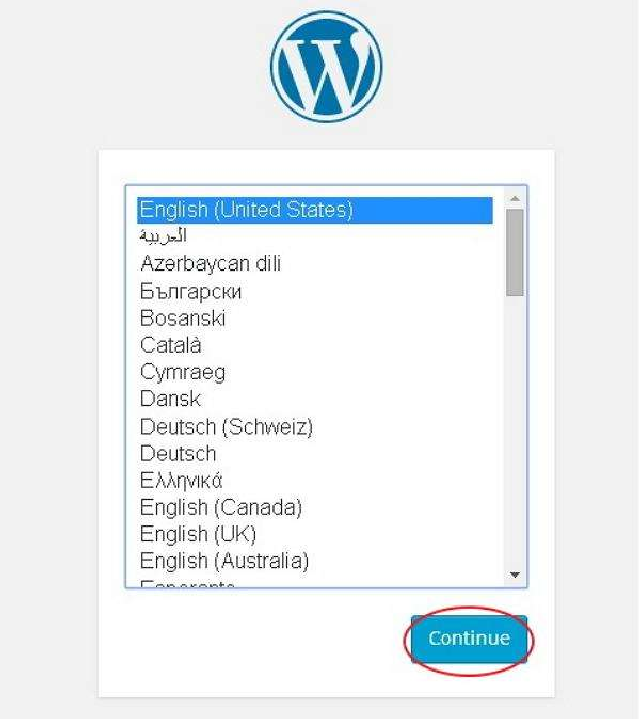 English (United States)
العربية
Azərbaycan dili
Български
Bosanski
Català
Cymraeg
Dansk
Deutsch (Schweiz)
Deutsch
Ελληνικά
English (Canada)
English (UK)
English (Australia)
Continue